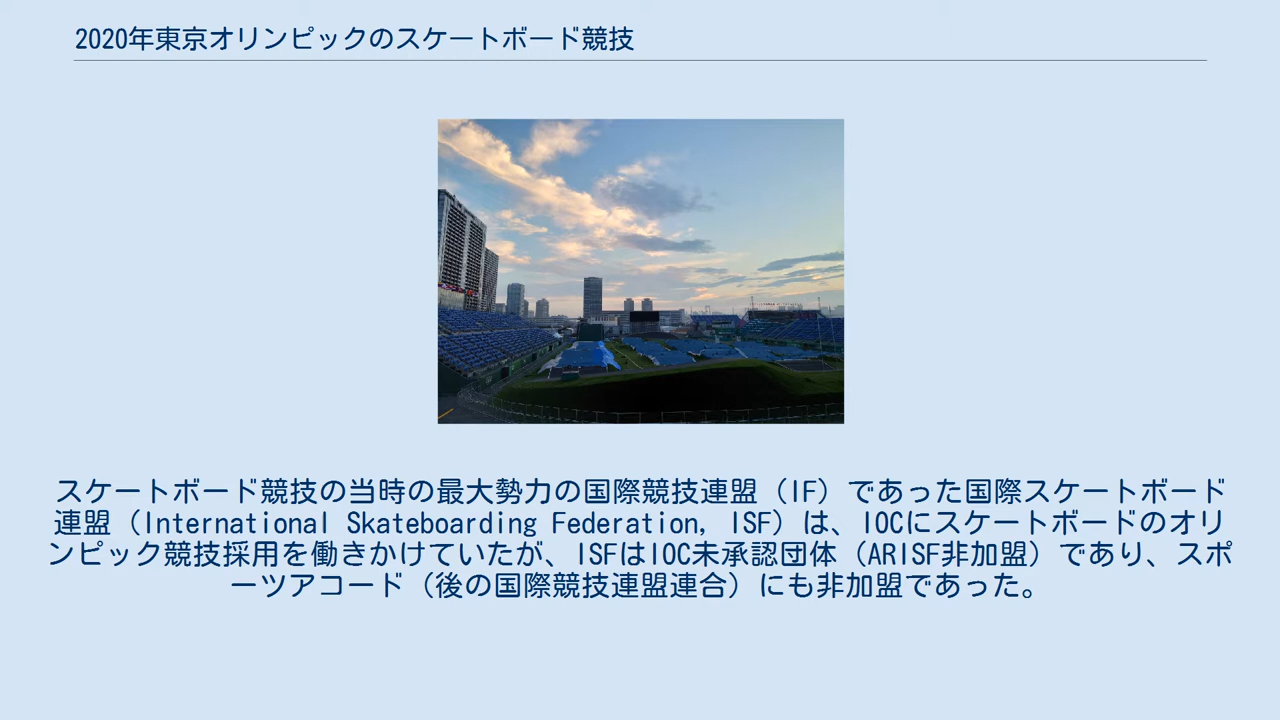 2020年東京オリンピックのスケートボード競技
スケートボード競技の当時の最大勢力の国際競技連盟（IF）であった国際スケートボード
連盟（International Skateboarding Federation, ISF）は、IOCにスケートボードのオリ
ンピック競技採用を働きかけていたが、ISFはIOC未承認団体（ARISF非加盟）であり、スポ
ーツアコード（後の国際競技連盟連合）にも非加盟であった。